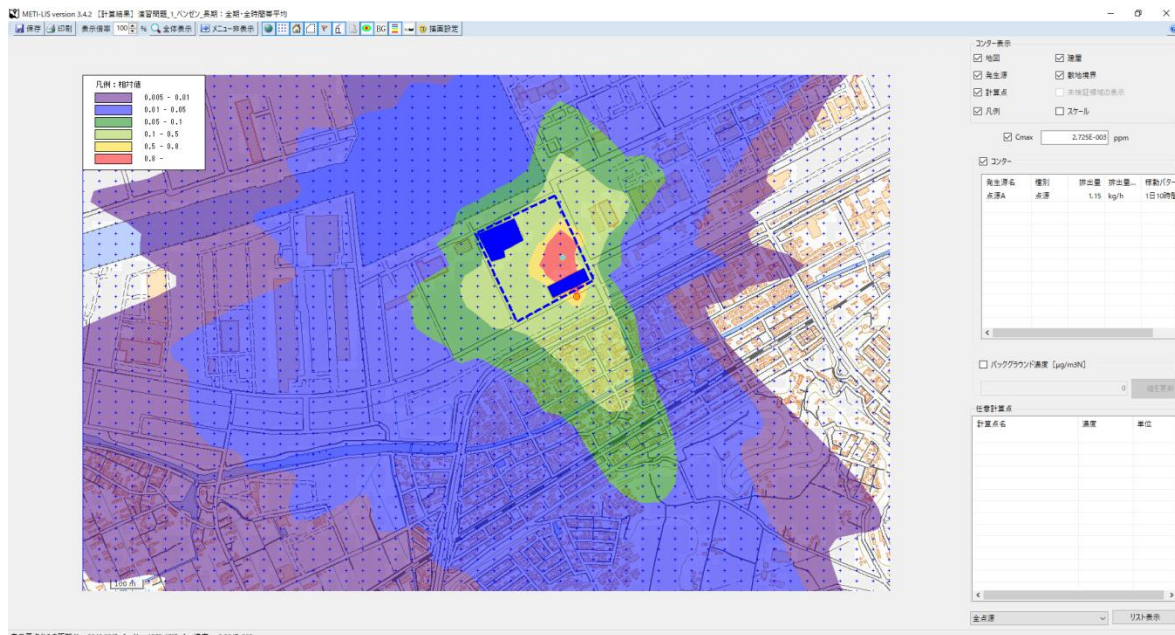 METI-LIS version 3.4.2 【計算結果】演習問題_1_ベンゼン_長期：全期・全時間帯平均
保存 印刷 表示倍率 100 % 全体表示 メニュー非表示 BG 描画設定
凡例：相対値
0.005 - 0.01
0.01 - 0.05
0.05 - 0.1
0.1 - 0.5
0.5 - 0.8
0.8 -
100 m
コンター表示
地図 建屋
発生源 敷地境界
計算点 未検証領域の表示
凡例 スケール
Cmax 2.725E-003 ppm
コンター
発生源名 種別 排出量 排出量... 稼動パター
点源A 点源 1.15 kg/h 1日10時間
バックグラウンド濃度 [μg/m3N]
0 値を更新
任意計算点
計算点名 濃度 単位
全点源 リスト表示